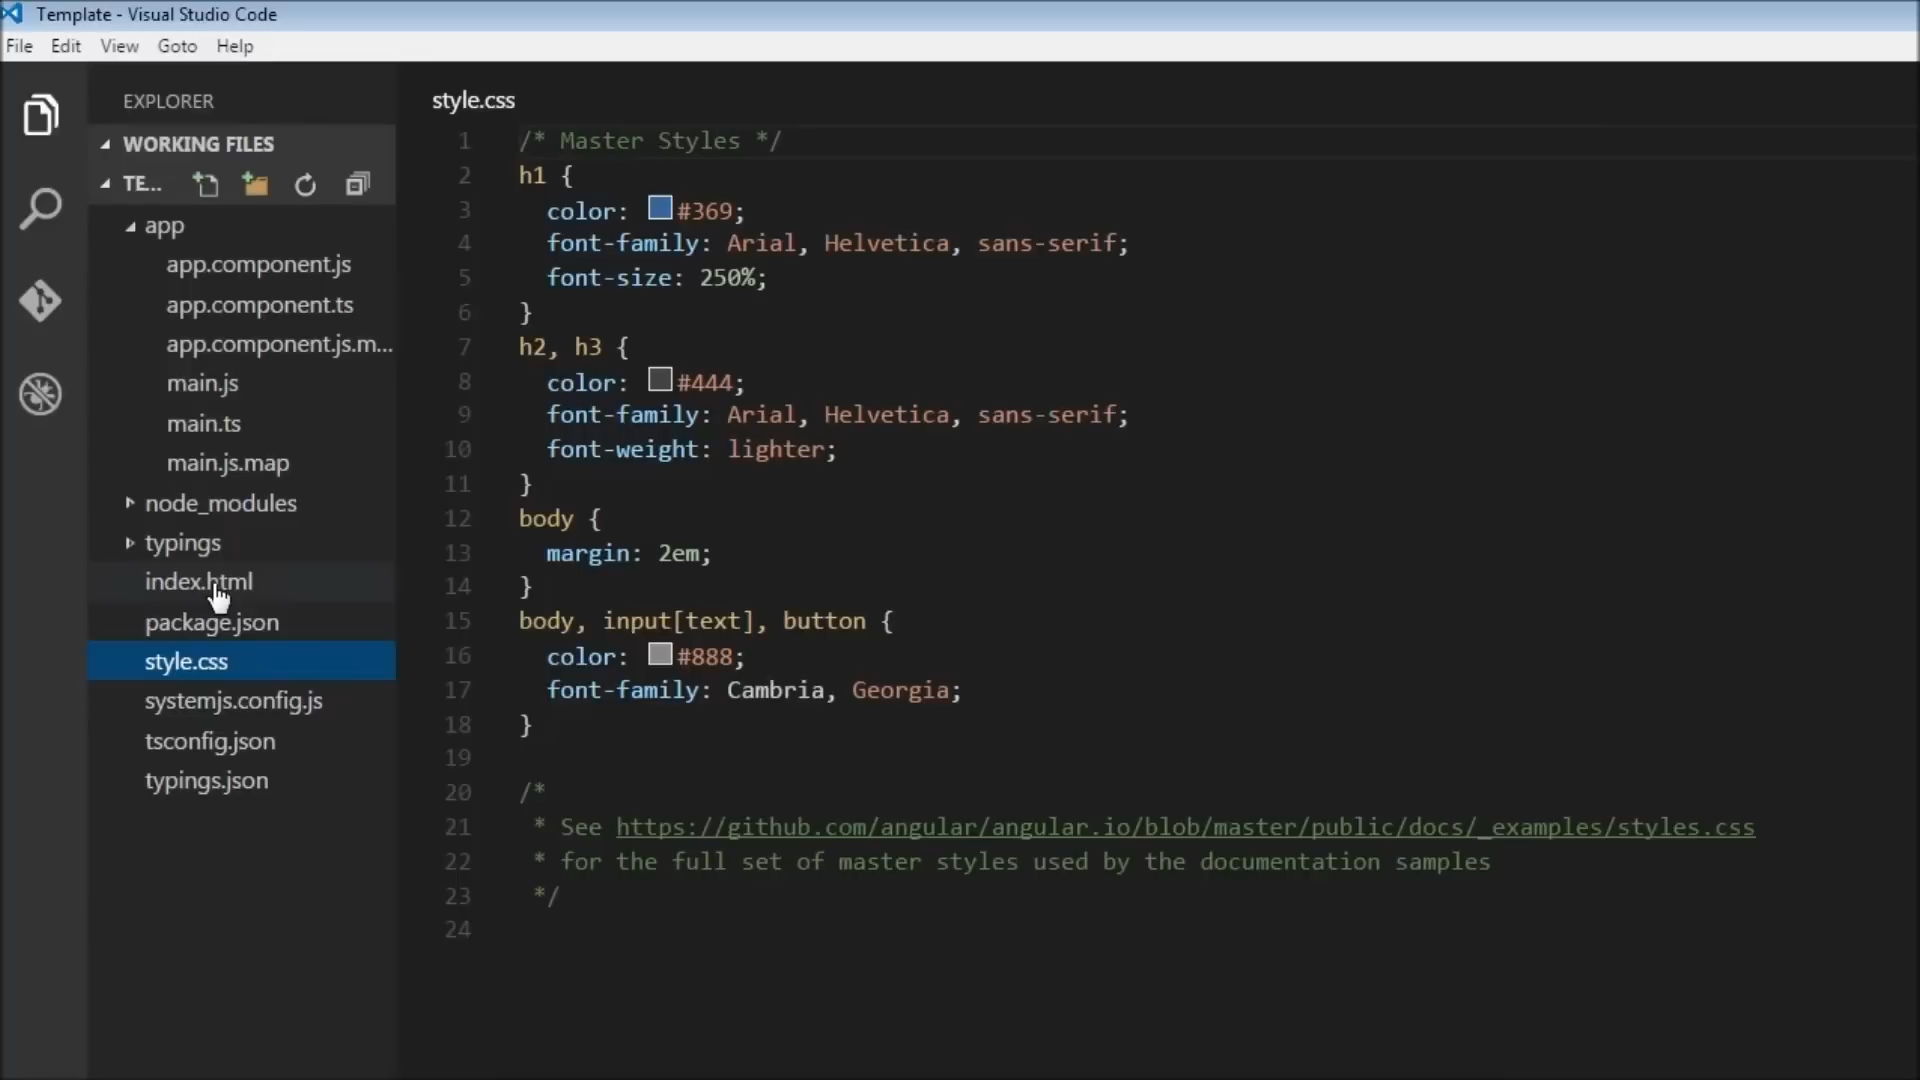 Template - Visual Studio Code
File Edit View Goto Help
EXPLORER
WORKING FILES
TE...
app
app.component.js
app.component.ts
app.component.js.m...
main.js
main.ts
main.js.map
node_modules
typings
index.html
package.json
style.css
systemjs.config.js
tsconfig.json
typings.json
style.css
1 /* Master Styles */
2 h1 {
3 color: #369;
4 font-family: Arial, Helvetica, sans-serif;
5 font-size: 250%;
6 }
7 h2, h3 {
8 color: #444;
9 font-family: Arial, Helvetica, sans-serif;
10 font-weight: lighter;
11 }
12 body {
13 margin: 2em;
14 }
15 body, input[text], button {
16 color: #888;
17 font-family: Cambria, Georgia;
18 }
19
20 /*
21 * See https://github.com/angular/angular.io/blob/master/public/docs/_examples/styles.css
22 * for the full set of master styles used by the documentation samples
23 */
24